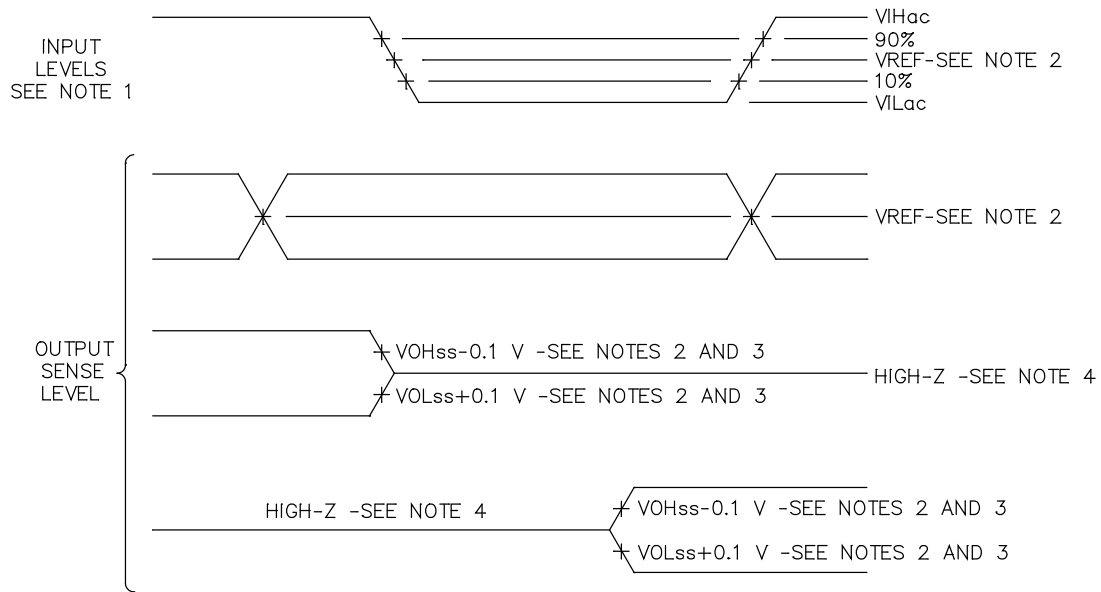 VIHac
90%
INPUT
LEVELS
SEE NOTE 1
VREF-SEE NOTE 2
10%
VILac
VREF-SEE NOTE 2
OUTPUT
SENSE
LEVEL
VOHss-0.1 V -SEE NOTES 2 AND 3
HIGH-Z -SEE NOTE 4
VOLss+0.1 V -SEE NOTES 2 AND 3
HIGH-Z -SEE NOTE 4
VOHss-0.1 V -SEE NOTES 2 AND 3
VOLss+0.1 V -SEE NOTES 2 AND 3